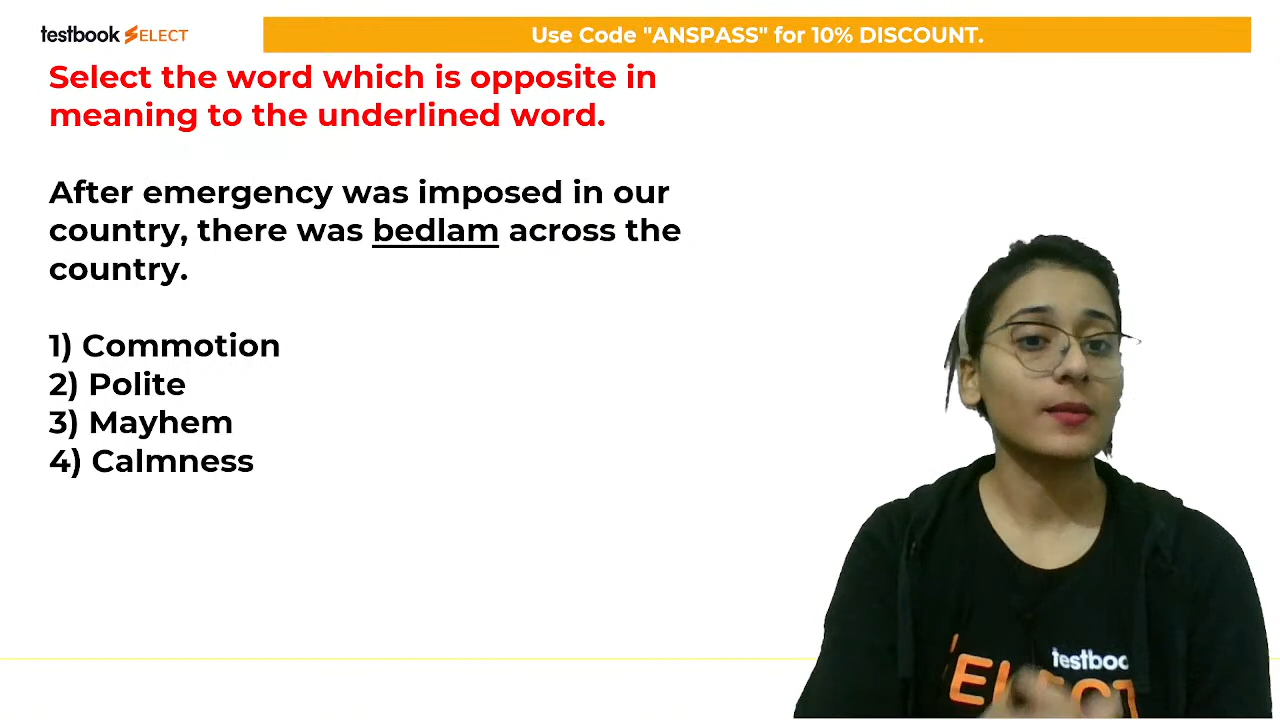 testbook SELECT
Use Code "ANSPASS" for 10% DISCOUNT.
Select the word which is opposite in
meaning to the underlined word.
After emergency was imposed in our
country, there was bedlam across the
country.
1) Commotion
2) Polite
3) Mayhem
4) Calmness
testboo
SELECT